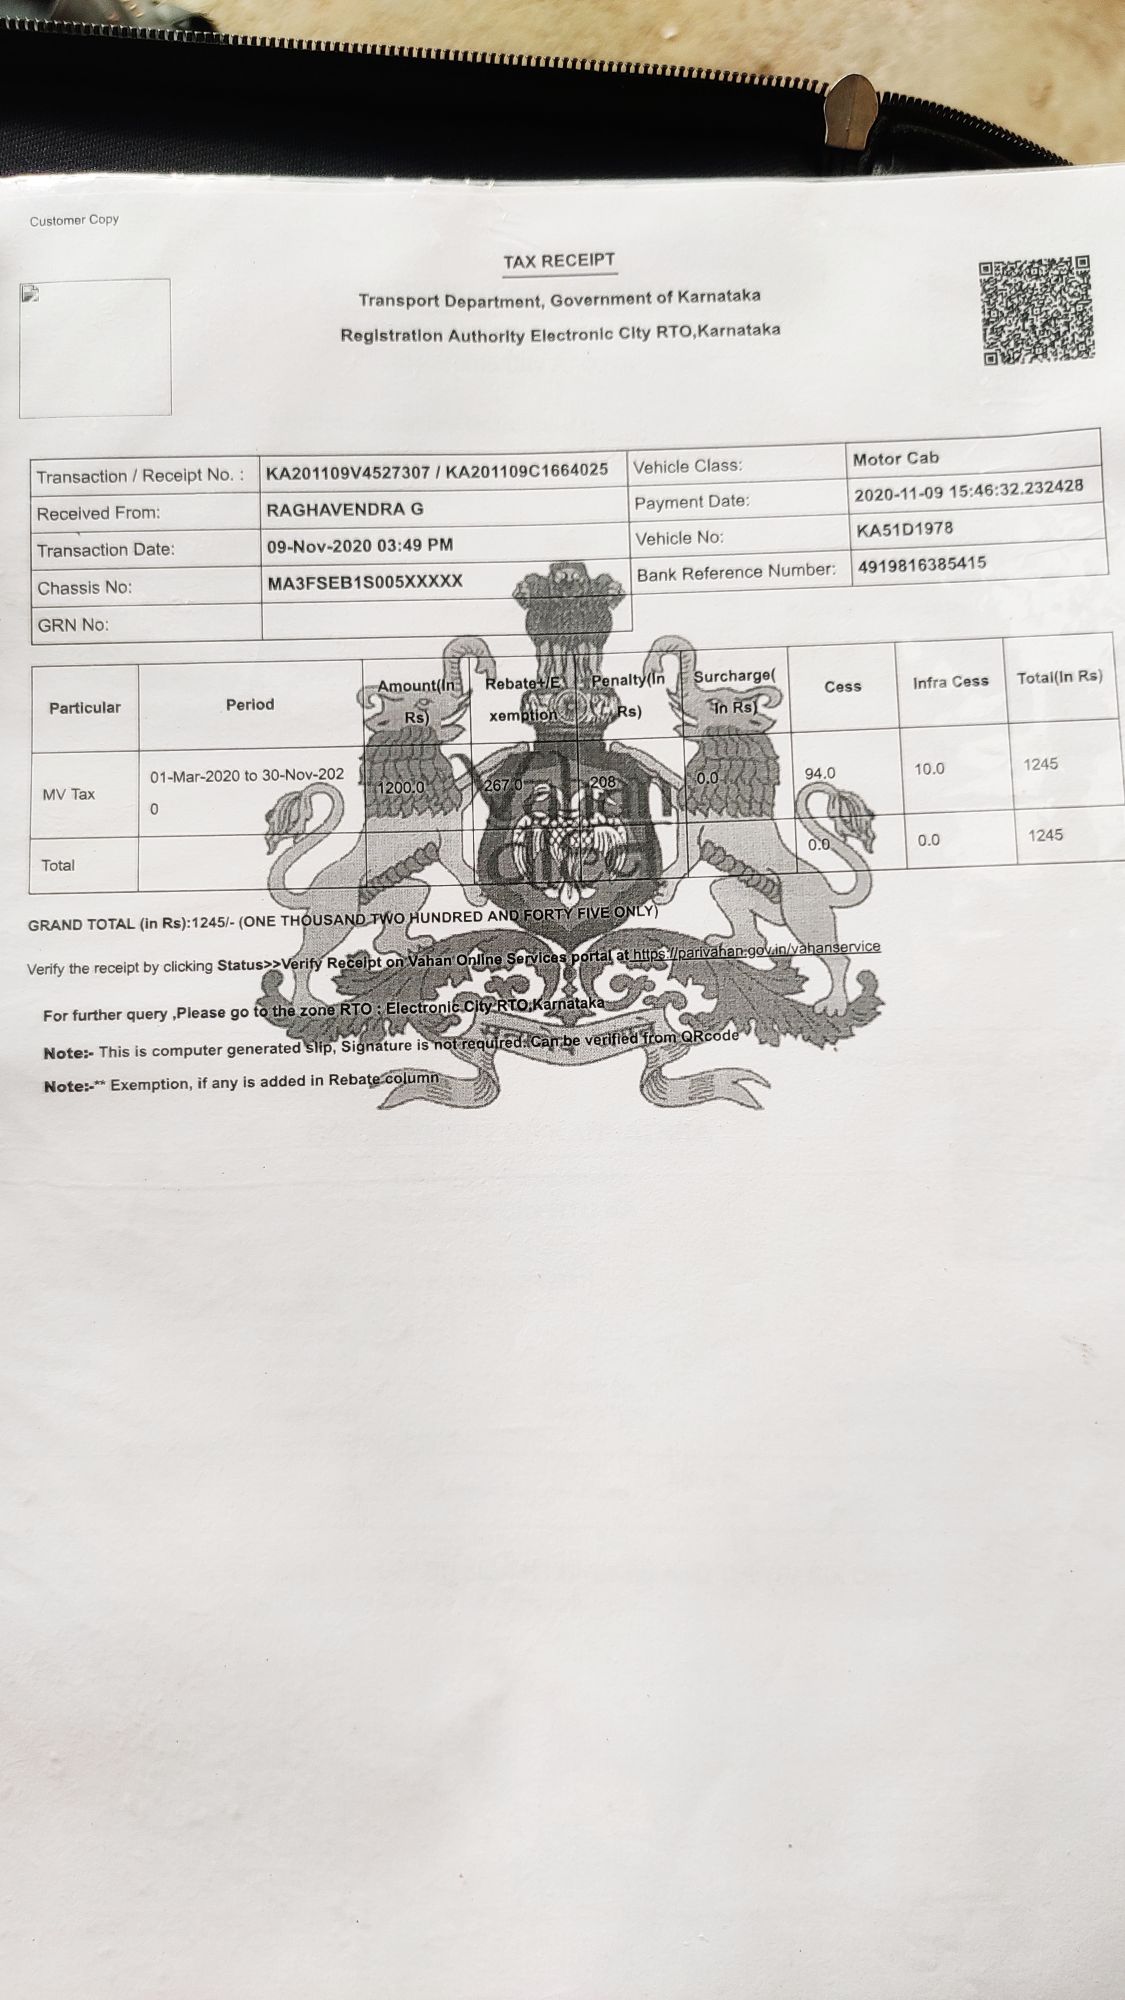 Customer Copy
TAX RECEIPT
Transport Department, Government of Karnataka
Registration Authority Electronic City RTO,Karnataka
Transaction / Receipt No. : KA201109V4527307 / KA201109C1664025 Vehicle Class: Motor Cab
Received From: RAGHAVENDRA G Payment Date: 2020-11-09 15:46:32.232428
Transaction Date: 09-Nov-2020 03:49 PM Vehicle No: KA51D1978
Chassis No: MA3FSEB1S005XXXXX Bank Reference Number: 4919816385415
GRN No:
Particular Period Amount(In Rs) Rebate+/Exemption Penalty(In Rs) Surcharge(In Rs) Cess Infra Cess Total(In Rs)
MV Tax 01-Mar-2020 to 30-Nov-2020 1200.0 267.0 208 0.0 94.0 10.0 1245
Total 0.0 0.0 1245
GRAND TOTAL (in Rs):1245/- (ONE THOUSAND TWO HUNDRED AND FORTY FIVE ONLY)
Verify the receipt by clicking Status>>Verify Receipt on Vahan Online Services portal at https://parivahan.gov.in/vahanservice
For further query ,Please go to the zone RTO : Electronic City RTO,Karnataka
Note:- This is computer generated slip, Signature is not required. Can be verified from QRcode
Note:-** Exemption, if any is added in Rebate column